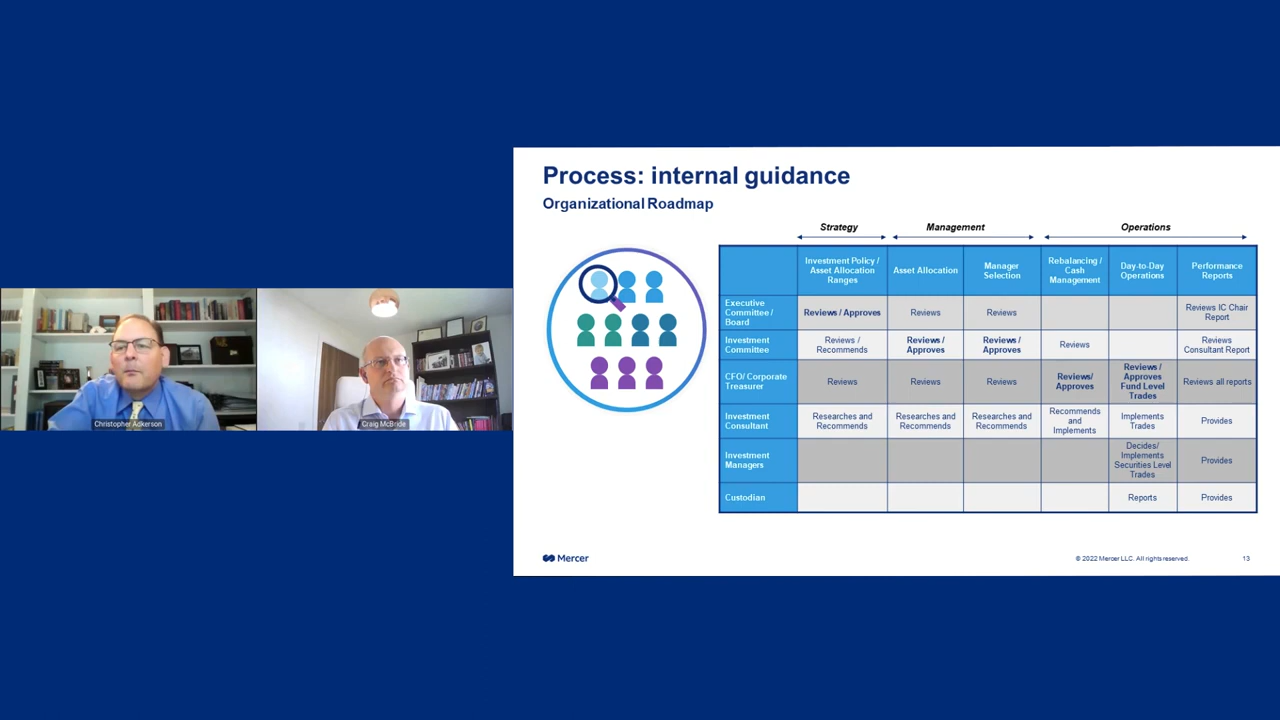 Process: internal guidance
Organizational Roadmap
Strategy
Management
Operations
Investment Policy /
Asset Allocation
Ranges
Asset Allocation
Manager
Selection
Rebalancing /
Cash
Management
Day-to-Day
Operations
Performance
Reports
Executive
Committee /
Board
Reviews / Approves
Reviews
Reviews
Reviews IC Chair
Report
Investment
Committee
Reviews /
Recommends
Reviews /
Approves
Reviews /
Approves
Reviews
Reviews
Consultant Report
CFO/ Corporate
Treasurer
Reviews
Reviews
Reviews
Reviews/
Approves
Reviews /
Approves
Fund Level
Trades
Reviews all reports
Investment
Consultant
Researches and
Recommends
Researches and
Recommends
Researches and
Recommends
Recommends
and
Implements
Implements
Trades
Provides
Investment
Managers
Decides/
Implements
Securities Level
Trades
Provides
Custodian
Reports
Provides
Christopher Adkerson
Craig McBride
Mercer
© 2022 Mercer LLC. All rights reserved.
13